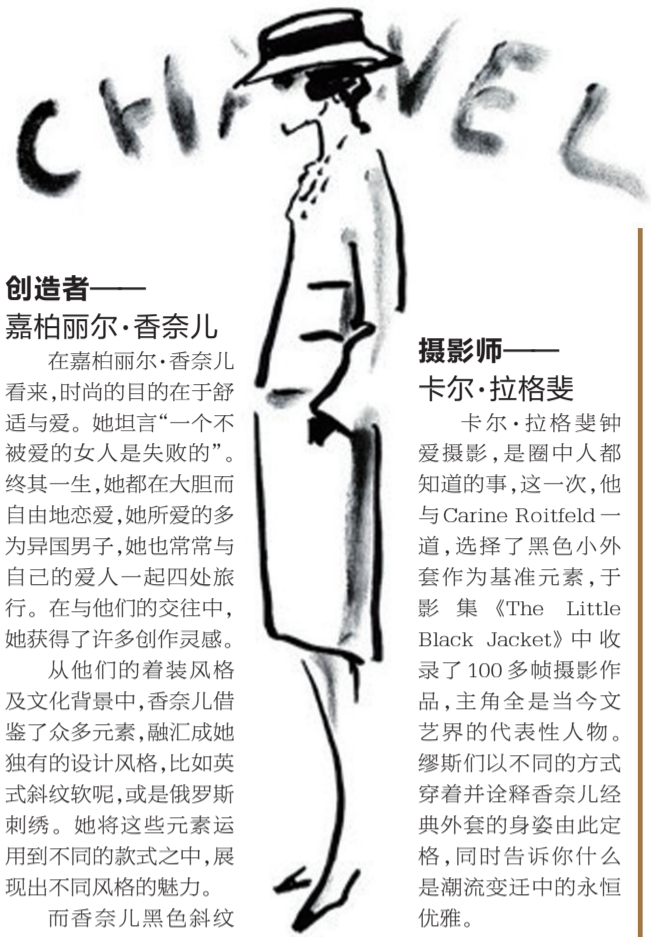 CHANEL
创造者——
嘉柏丽尔·香奈儿
在嘉柏丽尔·香奈儿
看来,时尚的目的在于舒
适与爱。她坦言“一个不
被爱的女人是失败的”。
终其一生,她都在大胆而
自由地恋爱,她所爱的多
为异国男子,她也常常与
自己的爱人一起四处旅
行。在与他们的交往中,
她获得了许多创作灵感。
从他们的着装风格
及文化背景中,香奈儿借
鉴了众多元素,融汇成她
独有的设计风格,比如英
式斜纹软呢,或是俄罗斯
刺绣。她将这些元素运
用到不同的款式之中,展
现出不同风格的魅力。
而香奈儿黑色斜纹
摄影师——
卡尔·拉格斐
卡尔·拉格斐钟
爱摄影,是圈中人都
知道的事,这一次,他
与Carine Roitfeld一
道,选择了黑色小外
套作为基准元素,于
影集《The Little
Black Jacket》中收
录了100多帧摄影作
品,主角全是当今文
艺界的代表性人物。
缪斯们以不同的方式
穿着并诠释香奈儿经
典外套的身姿由此定
格,同时告诉你什么
是潮流变迁中的永恒
优雅。